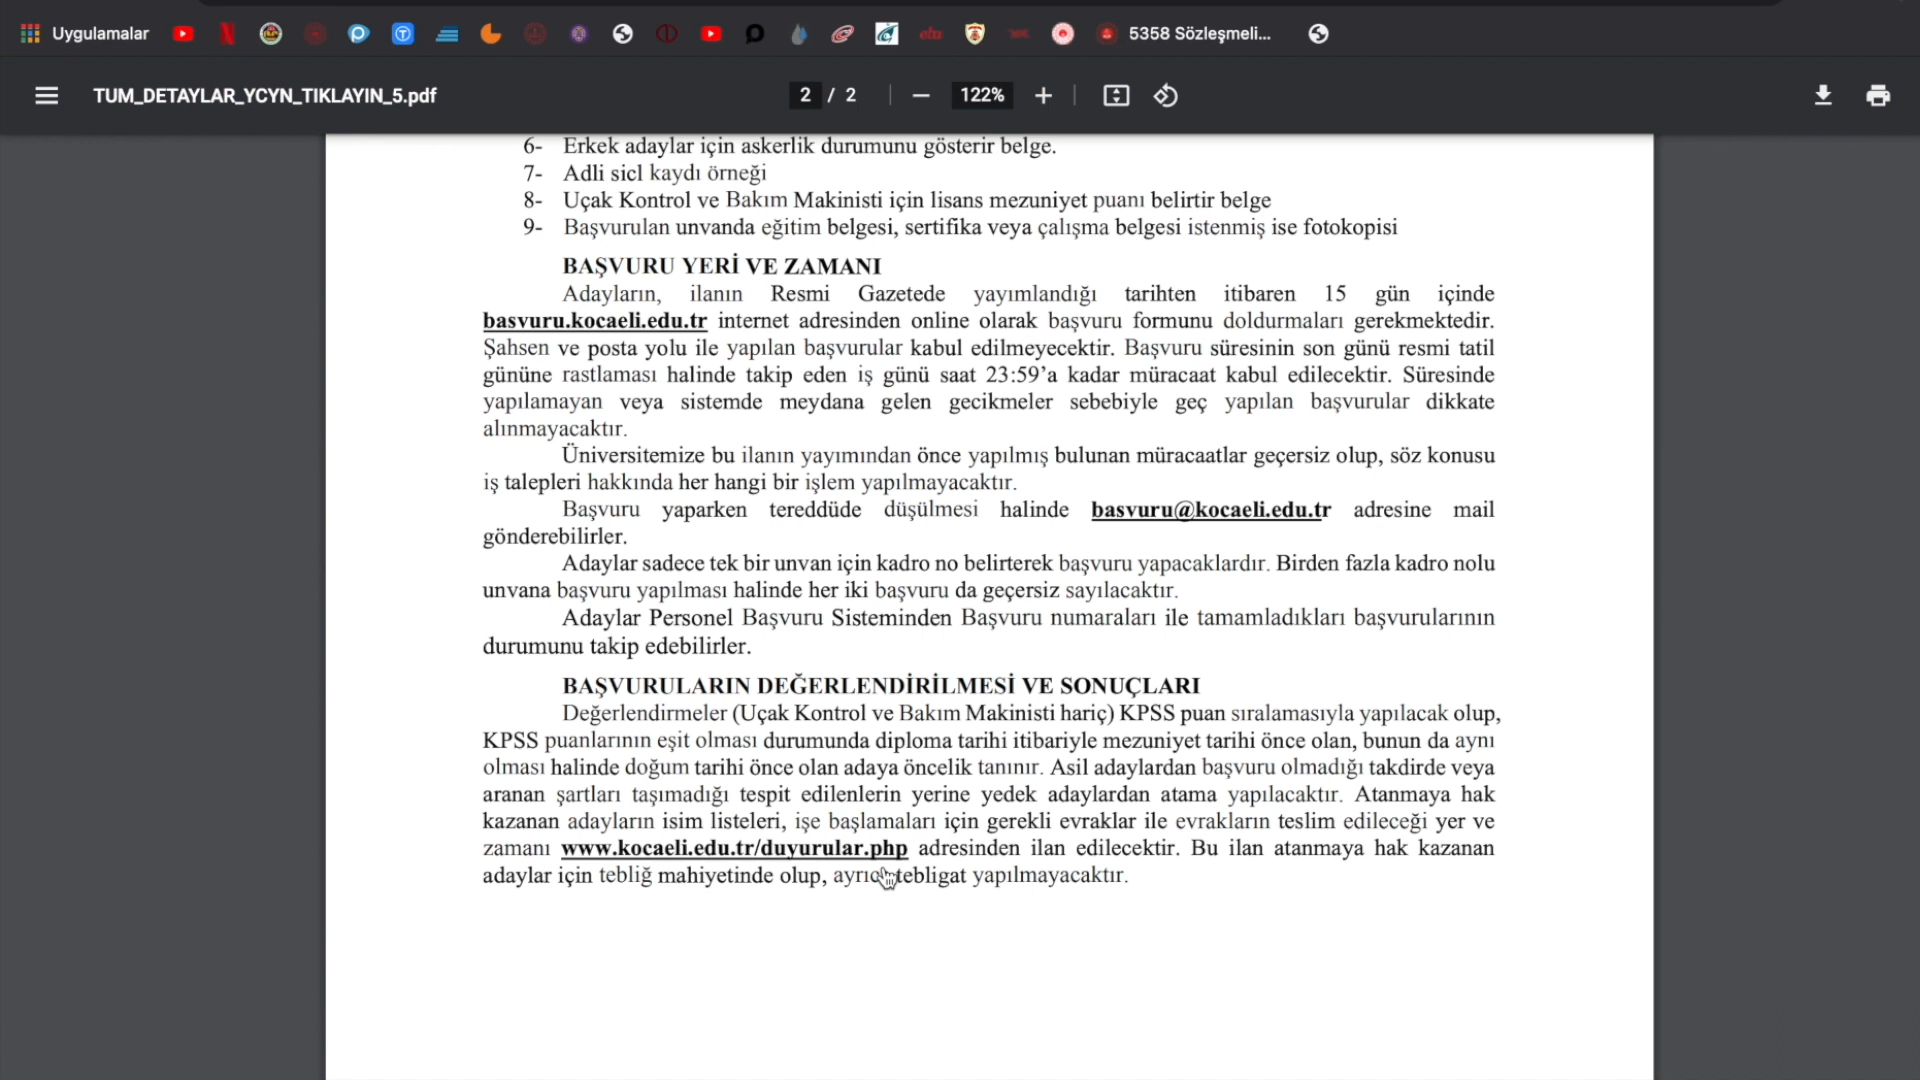 Uygulamalar
5358 Sözleşmeli...
TUM_DETAYLAR_YCYN_TIKLAYIN_5.pdf
2 / 2
122%
6- Erkek adaylar için askerlik durumunu gösterir belge.
7- Adli sicl kaydı örneği
8- Uçak Kontrol ve Bakım Makinisti için lisans mezuniyet puanı belirtir belge
9- Başvurulan unvanda eğitim belgesi, sertifika veya çalışma belgesi istenmiş ise fotokopisi
BAŞVURU YERİ VE ZAMANI
Adayların, ilanın Resmi Gazetede yayımlandığı tarihten itibaren 15 gün içinde
basvuru.kocaeli.edu.tr internet adresinden online olarak başvuru formunu doldurmaları gerekmektedir.
Şahsen ve posta yolu ile yapılan başvurular kabul edilmeyecektir. Başvuru süresinin son günü resmi tatil
gününe rastlaması halinde takip eden iş günü saat 23:59'a kadar müracaat kabul edilecektir. Süresinde
yapılamayan veya sistemde meydana gelen gecikmeler sebebiyle geç yapılan başvurular dikkate
alınmayacaktır.
Üniversitemize bu ilanın yayımından önce yapılmış bulunan müracaatlar geçersiz olup, söz konusu
iş talepleri hakkında her hangi bir işlem yapılmayacaktır.
Başvuru yaparken tereddüde düşülmesi halinde basvuru@kocaeli.edu.tr adresine mail
gönderebilirler.
Adaylar sadece tek bir unvan için kadro no belirterek başvuru yapacaklardır. Birden fazla kadro nolu
unvana başvuru yapılması halinde her iki başvuru da geçersiz sayılacaktır.
Adaylar Personel Başvuru Sisteminden Başvuru numaraları ile tamamladıkları başvurularının
durumunu takip edebilirler.
BAŞVURULARIN DEĞERLENDİRİLMESİ VE SONUÇLARI
Değerlendirmeler (Uçak Kontrol ve Bakım Makinisti hariç) KPSS puan sıralamasıyla yapılacak olup,
KPSS puanlarının eşit olması durumunda diploma tarihi itibariyle mezuniyet tarihi önce olan, bunun da aynı
olması halinde doğum tarihi önce olan adaya öncelik tanınır. Asil adaylardan başvuru olmadığı takdirde veya
aranan şartları taşımadığı tespit edilenlerin yerine yedek adaylardan atama yapılacaktır. Atanmaya hak
kazanan adayların isim listeleri, işe başlamaları için gerekli evraklar ile evrakların teslim edileceği yer ve
zamanı www.kocaeli.edu.tr/duyurular.php adresinden ilan edilecektir. Bu ilan atanmaya hak kazanan
adaylar için tebliğ mahiyetinde olup, ayrıca tebligat yapılmayacaktır.